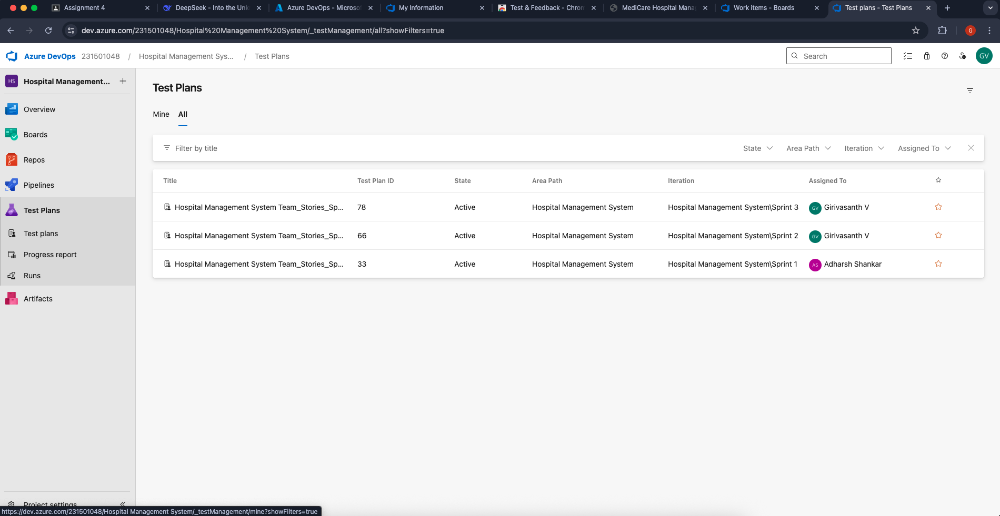 Assignment 4
DeepSeek - Into the Unk
Azure DevOps - Microsof
My Information
Test & Feedback - Chrom
MediCare Hospital Mana
Work items - Boards
Test plans - Test Plans
dev.azure.com/231501048/Hospital%20Management%20System/_testManagement/all?showFilters=true
G
Azure DevOps 231501048 / Hospital Management Sys... / Test Plans
Search
GV
HS Hospital Management...
Overview
Boards
Repos
Pipelines
Test Plans
Test plans
Progress report
Runs
Artifacts
Project settings
Test Plans
Mine All
Filter by title State Area Path Iteration Assigned To
Title Test Plan ID State Area Path Iteration Assigned To
Hospital Management System Team_Stories_Sp... 78 Active Hospital Management System Hospital Management System\Sprint 3 GV Girivasanth V
Hospital Management System Team_Stories_Sp... 66 Active Hospital Management System Hospital Management System\Sprint 2 GV Girivasanth V
Hospital Management System Team_Stories_Sp... 33 Active Hospital Management System Hospital Management System\Sprint 1 AS Adharsh Shankar
https://dev.azure.com/231501048/Hospital Management System/_testManagement/mine?showFilters=true